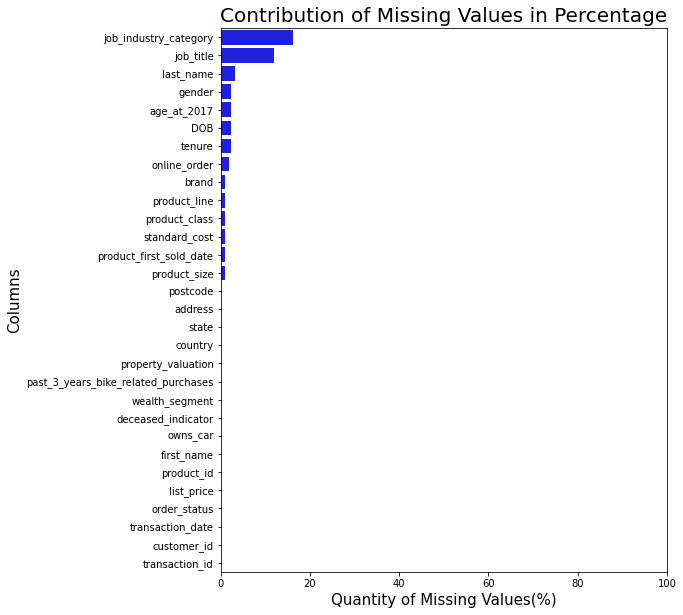 Contribution of Missing Values in Percentage
Columns
job_industry_category
job_title
last_name
gender
age_at_2017
DOB
tenure
online_order
brand
product_line
product_class
standard_cost
product_first_sold_date
product_size
postcode
address
state
country
property_valuation
past_3_years_bike_related_purchases
wealth_segment
deceased_indicator
owns_car
first_name
product_id
list_price
order_status
transaction_date
customer_id
transaction_id
0 20 40 60 80 100
Quantity of Missing Values(%)